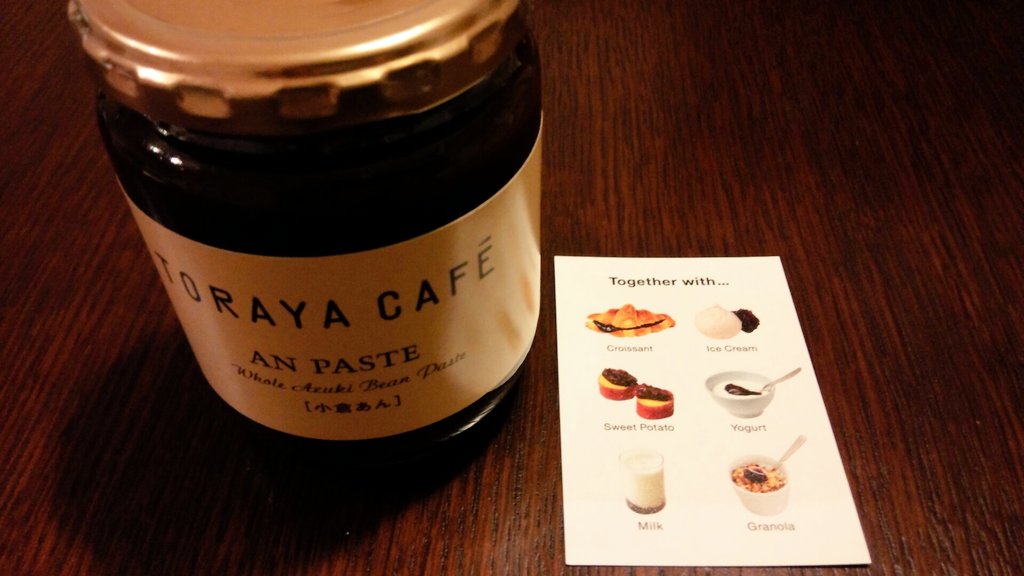 TORAYA CAFÉ
AN PASTE
Whole Azuki Bean Paste
[小倉あん]
Together with...
Croissant
Ice Cream
Sweet Potato
Yogurt
Milk
Granola